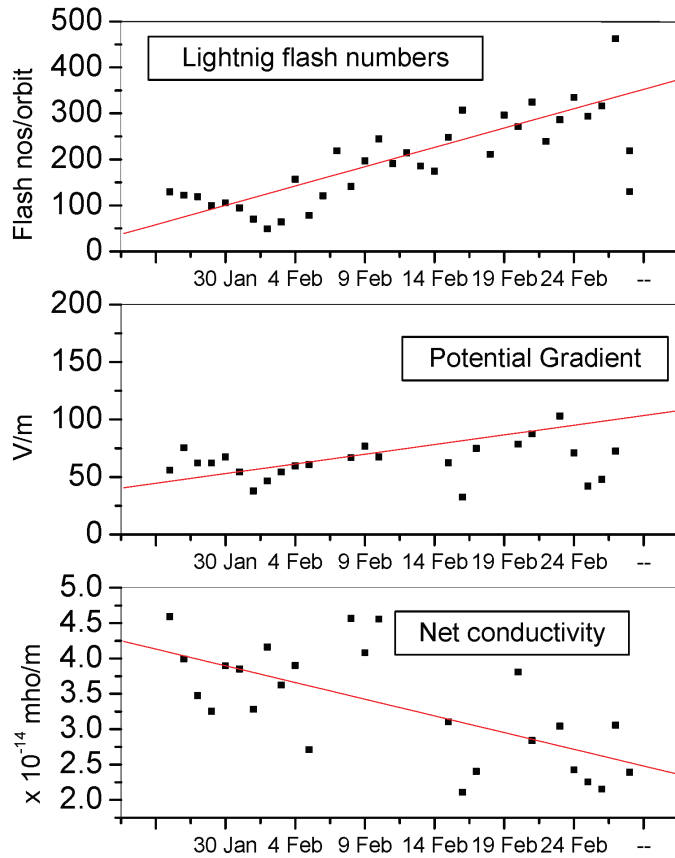 Lightnig flash numbers
Flash nos/orbit
500
400
300
200
100
0
30 Jan 4 Feb 9 Feb 14 Feb 19 Feb 24 Feb --
Potential Gradient
V/m
200
150
100
50
0
30 Jan 4 Feb 9 Feb 14 Feb 19 Feb 24 Feb --
Net conductivity
x 10⁻¹⁴ mho/m
5.0
4.5
4.0
3.5
3.0
2.5
2.0
30 Jan 4 Feb 9 Feb 14 Feb 19 Feb 24 Feb --